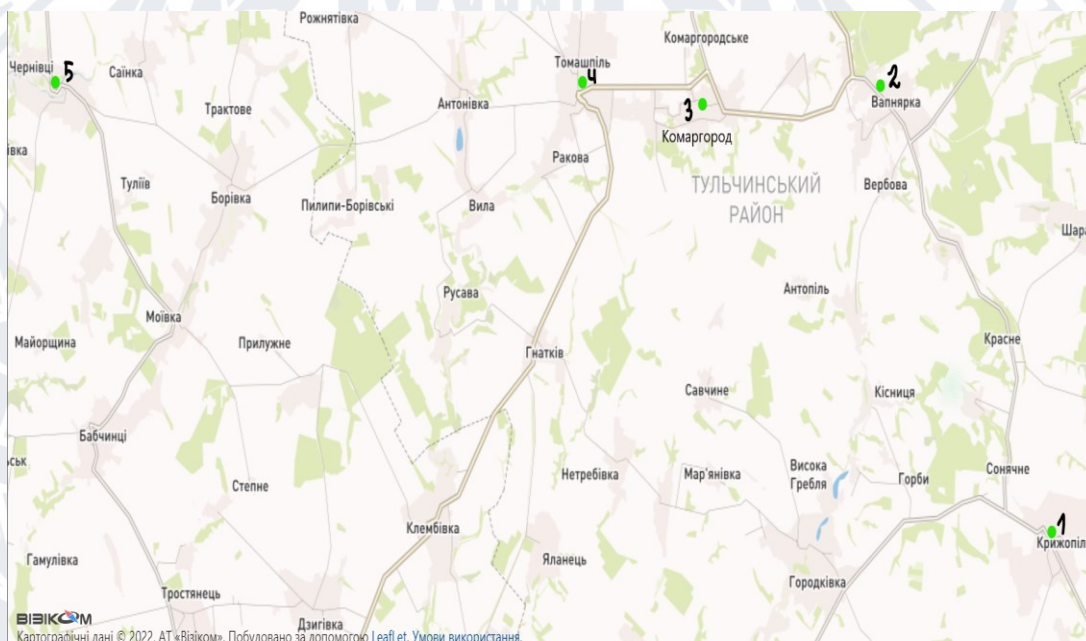 Рожнятівка
Комаргородське
Чернівці
5
Саїнка
Томашпіль
4
2
Вапнярка
Трактове
Антонівка
3
Комаргород
івка
Ракова
Туліїв
Борівка
Пилипи-Борівські
Вила
ТУЛЬЧИНСЬКИЙ
РАЙОН
Вербова
Шара
Русава
Антопіль
Моївка
Майорщина
Прилужне
Гнатків
Красне
Савчине
Кісниця
Бабчинці
ськ
Степне
Нетребівка
Мар'янівка
Висока
Гребля
Горби
Сонячне
Клембівка
1
Крижопіл
Гамулівка
Яланець
Городківка
Тростянець
Дзигівка
ВІЗІКОМ
Картографічні дані © 2022. АТ «Візіком». Побудовано за допомогою Leaflet. Умови використання.